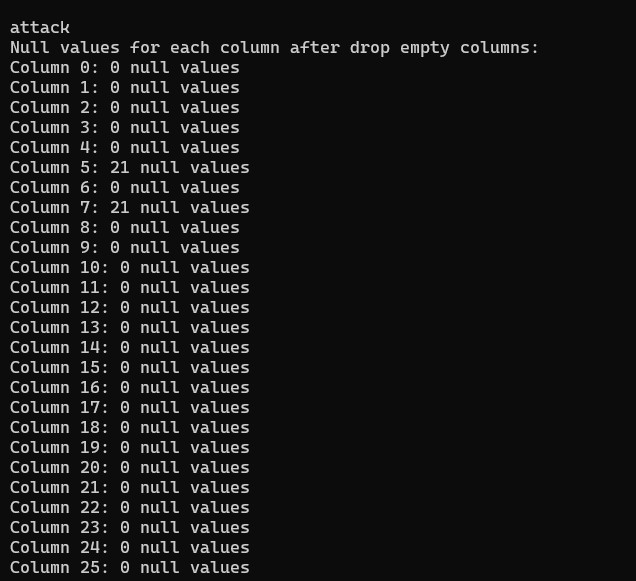 attack
Null values for each column after drop empty columns:
Column 0: 0 null values
Column 1: 0 null values
Column 2: 0 null values
Column 3: 0 null values
Column 4: 0 null values
Column 5: 21 null values
Column 6: 0 null values
Column 7: 21 null values
Column 8: 0 null values
Column 9: 0 null values
Column 10: 0 null values
Column 11: 0 null values
Column 12: 0 null values
Column 13: 0 null values
Column 14: 0 null values
Column 15: 0 null values
Column 16: 0 null values
Column 17: 0 null values
Column 18: 0 null values
Column 19: 0 null values
Column 20: 0 null values
Column 21: 0 null values
Column 22: 0 null values
Column 23: 0 null values
Column 24: 0 null values
Column 25: 0 null values